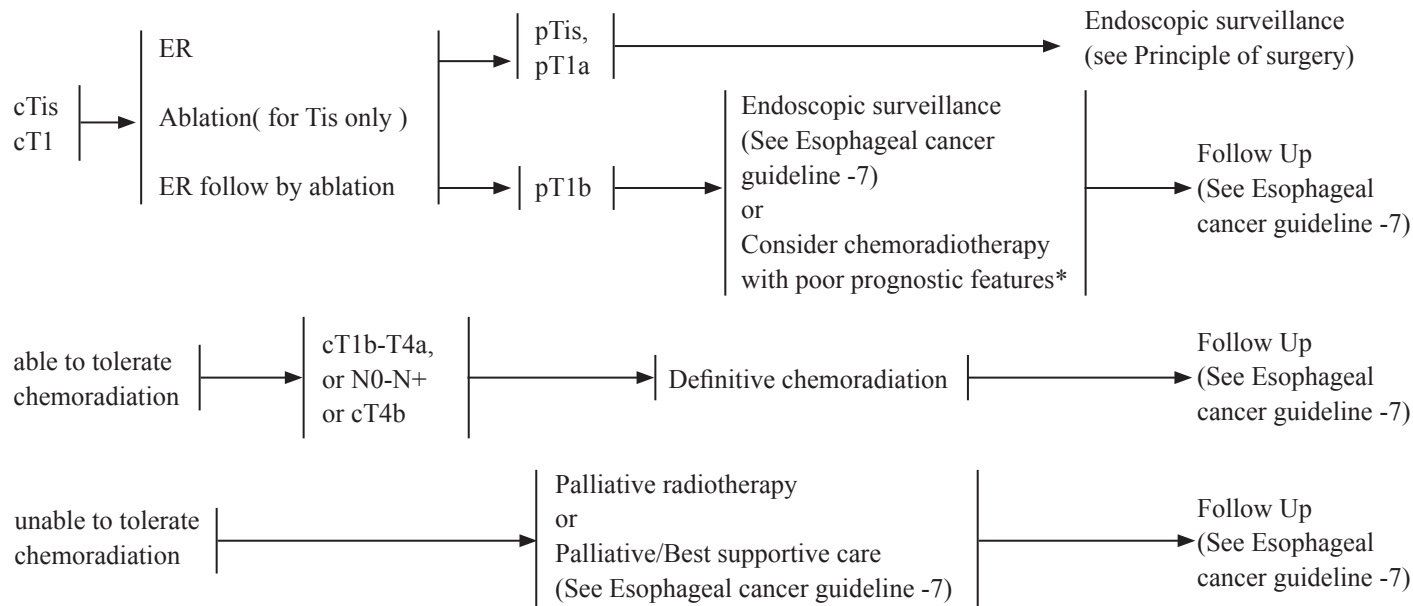 cTis
cT1
ER
Ablation( for Tis only )
ER follow by ablation
pTis,
pT1a
Endoscopic surveillance
(see Principle of surgery)
pT1b
Endoscopic surveillance
(See Esophageal cancer
guideline -7)
or
Consider chemoradiotherapy
with poor prognostic features*
Follow Up
(See Esophageal
cancer guideline -7)
able to tolerate
chemoradiation
cT1b-T4a,
or N0-N+
or cT4b
Definitive chemoradiation
Follow Up
(See Esophageal
cancer guideline -7)
unable to tolerate
chemoradiation
Palliative radiotherapy
or
Palliative/Best supportive care
(See Esophageal cancer guideline -7)
Follow Up
(See Esophageal
cancer guideline -7)